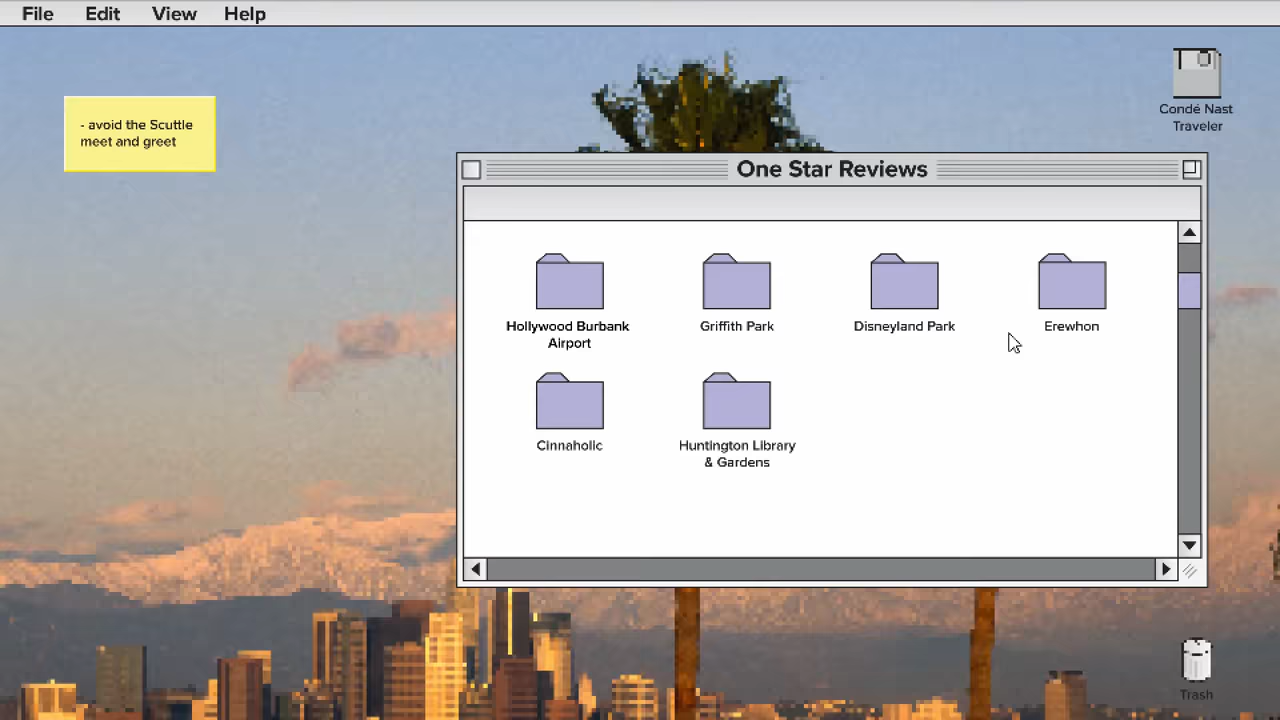 File Edit View Help
- avoid the Scuttle
meet and greet
Condé Nast
Traveler
One Star Reviews
Hollywood Burbank
Airport
Griffith Park
Disneyland Park
Erewhon
Cinnaholic
Huntington Library
& Gardens
Trash